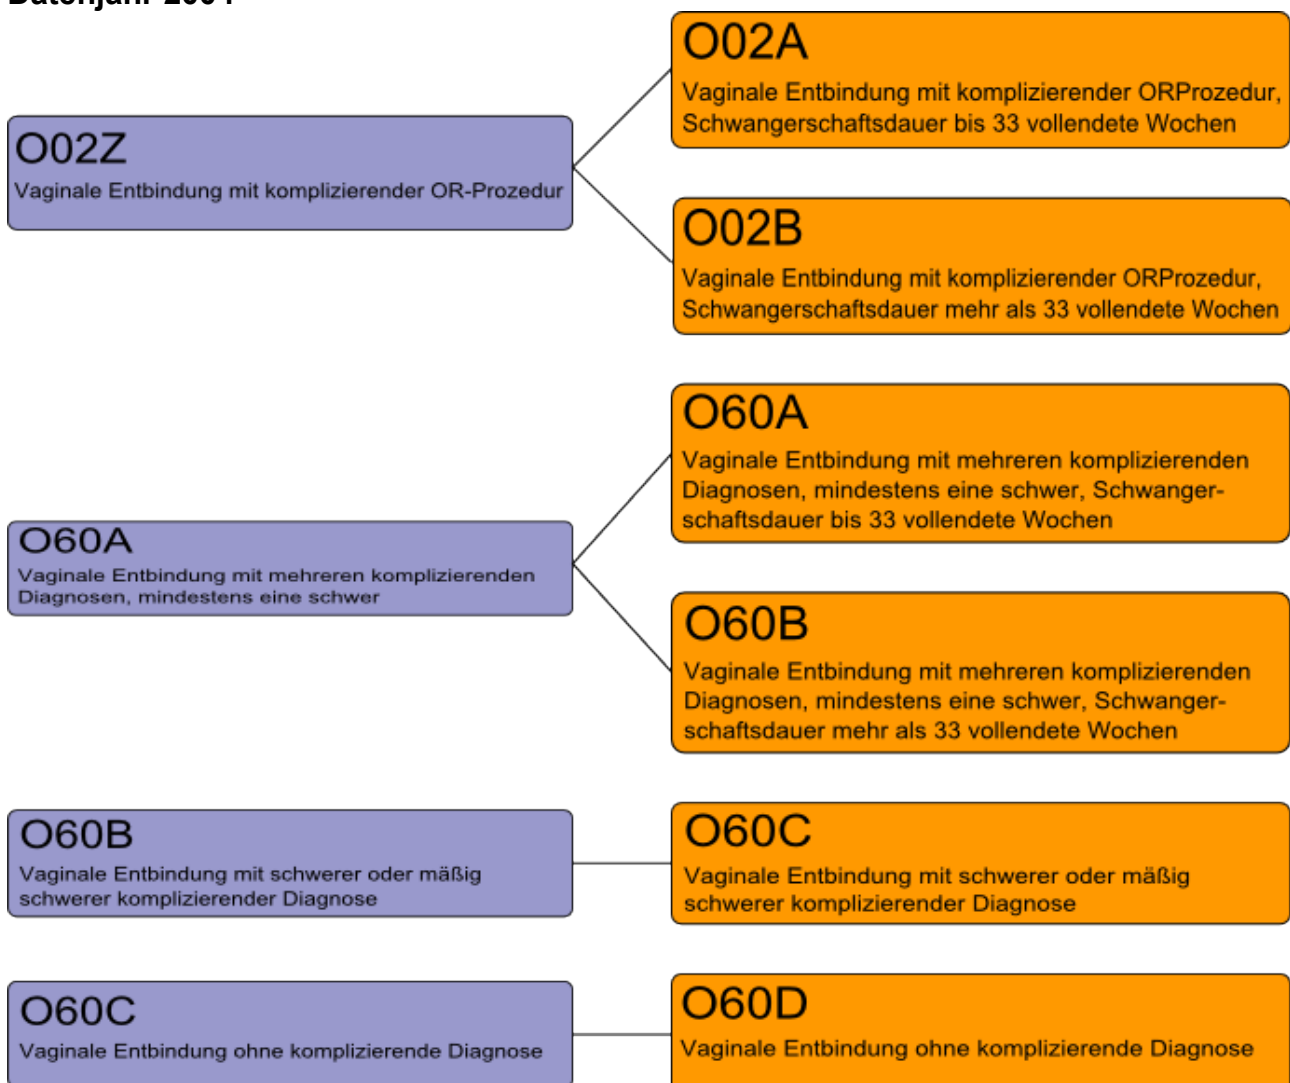 O02Z
Vaginale Entbindung mit komplizierender OR-Prozedur
O02A
Vaginale Entbindung mit komplizierender ORProzedur,
Schwangerschaftsdauer bis 33 vollendete Wochen
O02B
Vaginale Entbindung mit komplizierender ORProzedur,
Schwangerschaftsdauer mehr als 33 vollendete Wochen
O60A
Vaginale Entbindung mit mehreren komplizierenden
Diagnosen, mindestens eine schwer
O60A
Vaginale Entbindung mit mehreren komplizierenden
Diagnosen, mindestens eine schwer, Schwanger-
schaftsdauer bis 33 vollendete Wochen
O60B
Vaginale Entbindung mit mehreren komplizierenden
Diagnosen, mindestens eine schwer, Schwanger-
schaftsdauer mehr als 33 vollendete Wochen
O60B
Vaginale Entbindung mit schwerer oder mäßig
schwerer komplizierender Diagnose
O60C
Vaginale Entbindung mit schwerer oder mäßig
schwerer komplizierender Diagnose
O60C
Vaginale Entbindung ohne komplizierende Diagnose
O60D
Vaginale Entbindung ohne komplizierende Diagnose